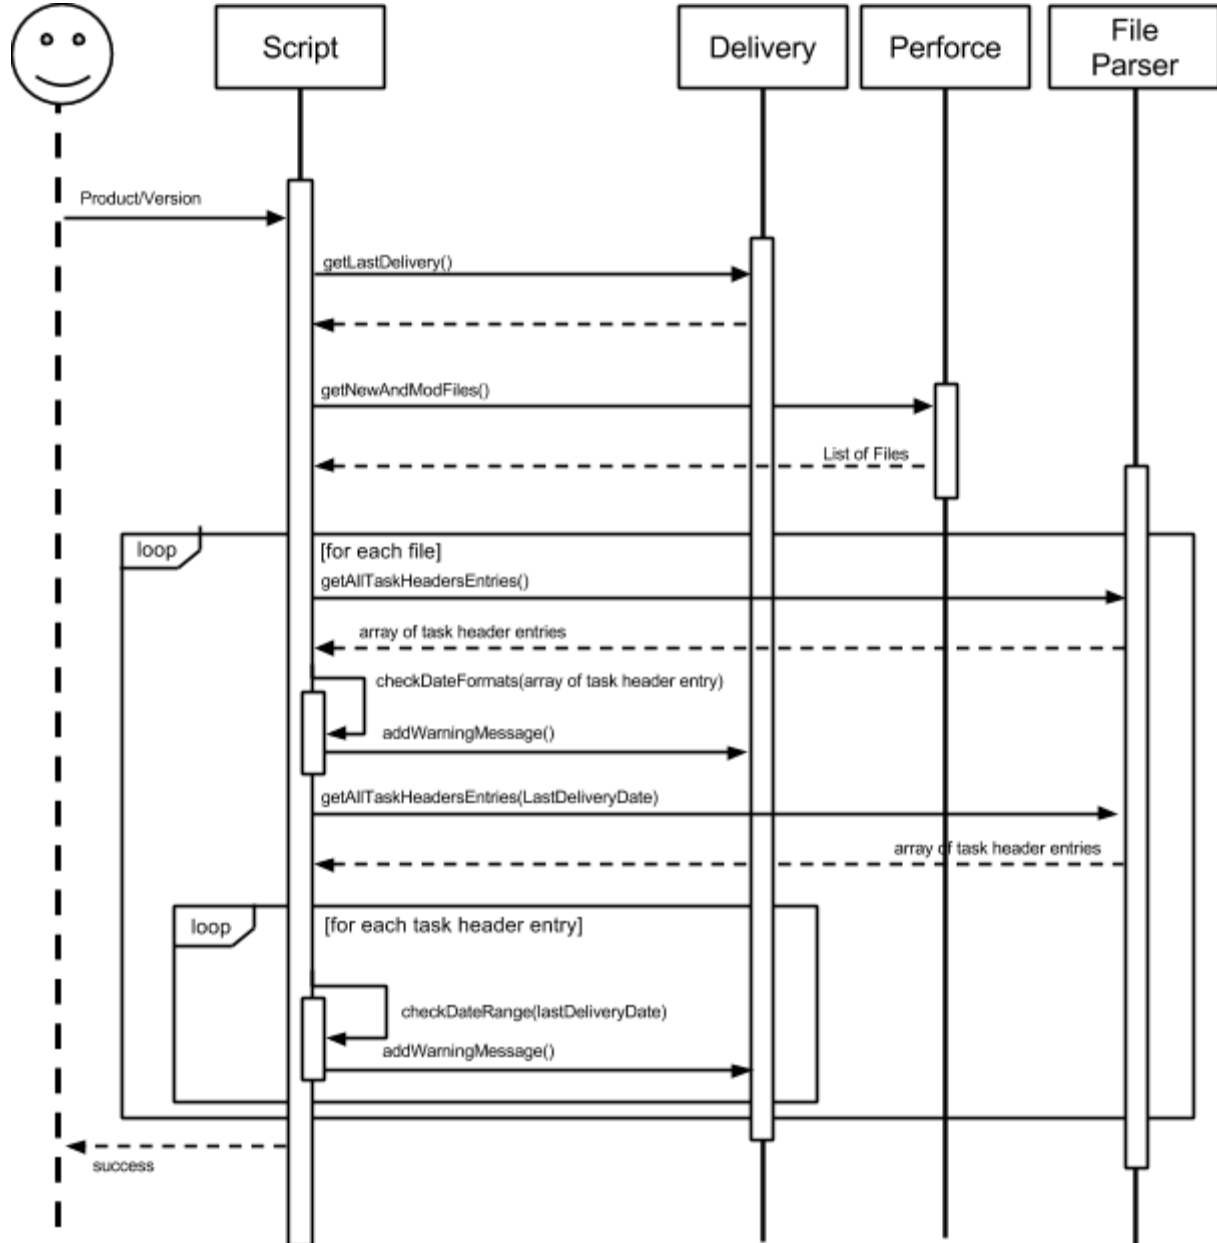 Script
Delivery
Perforce
File
Parser
Product/Version
getLastDelivery()
getNewAndModFiles()
List of Files
loop
[for each file]
getAllTaskHeadersEntries()
array of task header entries
checkDateFormats(array of task header entry)
addWarningMessage()
getAllTaskHeadersEntries(LastDeliveryDate)
array of task header entries
loop
[for each task header entry]
checkDateRange(lastDeliveryDate)
addWarningMessage()
success